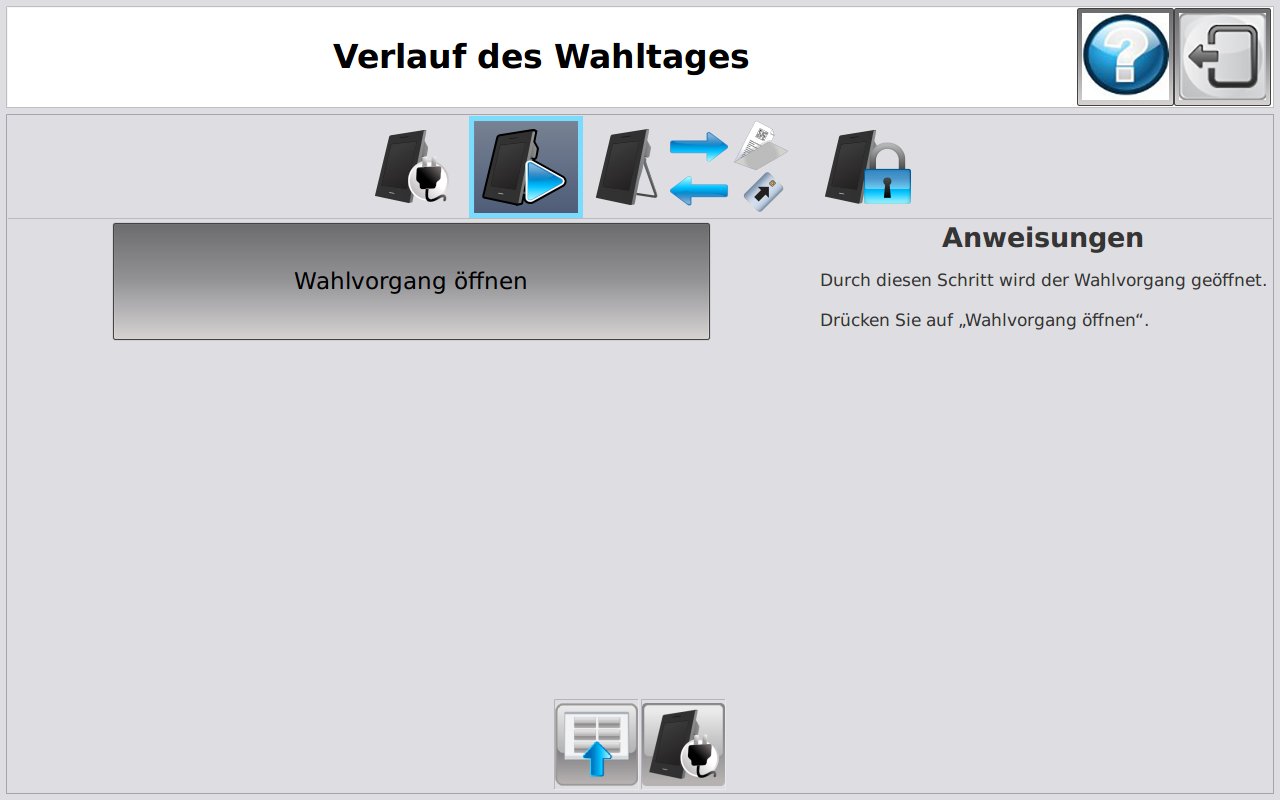 Verlauf des Wahltages
Wahlvorgang öffnen
Anweisungen
Durch diesen Schritt wird der Wahlvorgang geöffnet.
Drücken Sie auf „Wahlvorgang öffnen“.